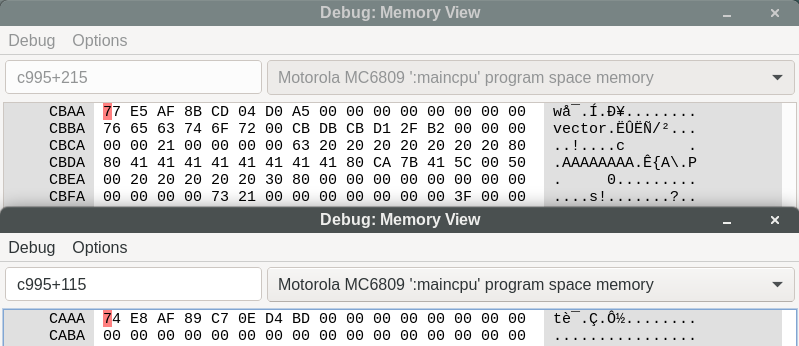 Debug: Memory View
Debug Options
c995+215 Motorola MC6809 ':maincpu' program space memory
CBAA 77 E5 AF 8B CD 04 D0 A5 00 00 00 00 00 00 00 00 wå¯.Í.Ð¥........
CBBA 76 65 63 74 6F 72 00 CB DB CB D1 2F B2 00 00 00 vector.ËÛËÑ/²...
CBCA 00 00 21 00 00 00 00 63 20 20 20 20 20 20 20 80 ..!....c       .
CBDA 80 41 41 41 41 41 41 41 41 80 CA 7B 41 5C 00 50 .AAAAAAAA.Ê{A\.P
CBEA 00 20 20 20 20 20 30 80 00 00 00 00 00 00 00 00 .     0.........
CBFA 00 00 00 00 73 21 00 00 00 00 00 00 00 3F 00 00 ....s!.......?..
Debug: Memory View
Debug Options
c995+115 Motorola MC6809 ':maincpu' program space memory
CAAA 74 E8 AF 89 C7 0E D4 BD 00 00 00 00 00 00 00 00 tè¯.Ç.Ô½........
CABA 00 00 00 00 00 00 00 00 00 00 00 00 00 00 00 00 ................